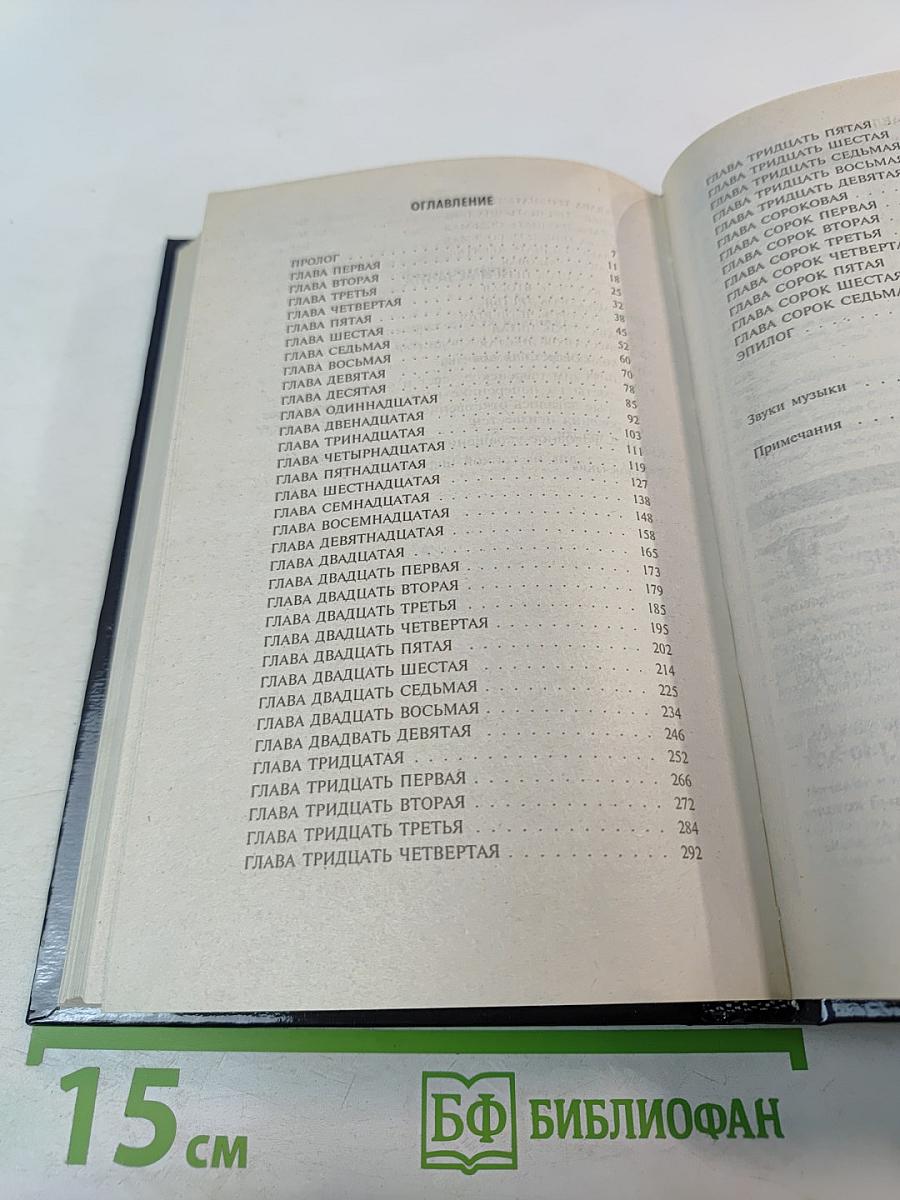 ОГЛАВЛЕНИЕ
ПРОЛОГ . . . . . . . . . . 7
ГЛАВА ПЕРВАЯ . . . . . . . . . . 11
ГЛАВА ВТОРАЯ . . . . . . . . . . 18
ГЛАВА ТРЕТЬЯ . . . . . . . . . . 25
ГЛАВА ЧЕТВЕРТАЯ . . . . . . . . . . 32
ГЛАВА ПЯТАЯ . . . . . . . . . . 38
ГЛАВА ШЕСТАЯ . . . . . . . . . . 45
ГЛАВА СЕДЬМАЯ . . . . . . . . . . 52
ГЛАВА ВОСЬМАЯ . . . . . . . . . . 60
ГЛАВА ДЕВЯТАЯ . . . . . . . . . . 70
ГЛАВА ДЕСЯТАЯ . . . . . . . . . . 78
ГЛАВА ОДИННАДЦАТАЯ . . . . . . . . . . 85
ГЛАВА ДВЕНАДЦАТАЯ . . . . . . . . . . 92
ГЛАВА ТРИНАДЦАТАЯ . . . . . . . . . . 103
ГЛАВА ЧЕТЫРНАДЦАТАЯ . . . . . . . . . . 111
ГЛАВА ПЯТНАДЦАТАЯ . . . . . . . . . . 119
ГЛАВА ШЕСТНАДЦАТАЯ . . . . . . . . . . 127
ГЛАВА СЕМНАДЦАТАЯ . . . . . . . . . . 138
ГЛАВА ВОСЕМНАДЦАТАЯ . . . . . . . . . . 148
ГЛАВА ДЕВЯТНАДЦАТАЯ . . . . . . . . . . 158
ГЛАВА ДВАДЦАТАЯ . . . . . . . . . . 165
ГЛАВА ДВАДЦАТЬ ПЕРВАЯ . . . . . . . . . . 173
ГЛАВА ДВАДЦАТЬ ВТОРАЯ . . . . . . . . . . 179
ГЛАВА ДВАДЦАТЬ ТРЕТЬЯ . . . . . . . . . . 185
ГЛАВА ДВАДЦАТЬ ЧЕТВЕРТАЯ . . . . . . . . . . 195
ГЛАВА ДВАДЦАТЬ ПЯТАЯ . . . . . . . . . . 202
ГЛАВА ДВАДЦАТЬ ШЕСТАЯ . . . . . . . . . . 214
ГЛАВА ДВАДЦАТЬ СЕДЬМАЯ . . . . . . . . . . 225
ГЛАВА ДВАДЦАТЬ ВОСЬМАЯ . . . . . . . . . . 234
ГЛАВА ДВАДВАТЬ ДЕВЯТАЯ . . . . . . . . . . 246
ГЛАВА ТРИДЦАТАЯ . . . . . . . . . . 252
ГЛАВА ТРИДЦАТЬ ПЕРВАЯ . . . . . . . . . . 266
ГЛАВА ТРИДЦАТЬ ВТОРАЯ . . . . . . . . . . 272
ГЛАВА ТРИДЦАТЬ ТРЕТЬЯ . . . . . . . . . . 284
ГЛАВА ТРИДЦАТЬ ЧЕТВЕРТАЯ . . . . . . . . . . 292
ГЛАВА ТРИДЦАТЬ ПЯТАЯ .
ГЛАВА ТРИДЦАТЬ ШЕСТАЯ
ГЛАВА ТРИДЦАТЬ СЕДЬМАЯ
ГЛАВА ТРИДЦАТЬ ВОСЬМАЯ
ГЛАВА ТРИДЦАТЬ ДЕВЯТАЯ
ГЛАВА СОРОКОВАЯ . .
ГЛАВА СОРОК ПЕРВАЯ .
ГЛАВА СОРОК ВТОРАЯ .
ГЛАВА СОРОК ТРЕТЬЯ .
ГЛАВА СОРОК ЧЕТВЕРТА
ГЛАВА СОРОК ПЯТАЯ .
ГЛАВА СОРОК ШЕСТАЯ
ГЛАВА СОРОК СЕДЬМА
ЭПИЛОГ . . . .
Звуки музыки . .
Примечания . . .
15 см
БФ БИБЛИОФАН